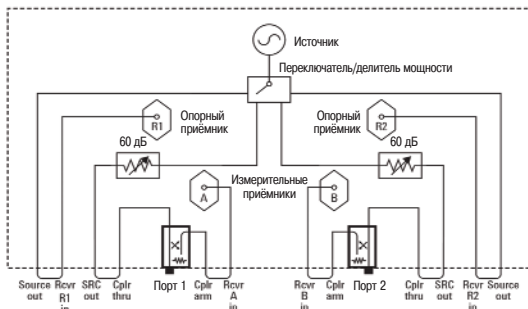 Источник
Переключатель/делитель мощности
R1
Опорный
приёмник
Опорный
приёмник
R2
60 дБ
60 дБ
A
Измерительные
приёмники
B
Source
out
Rcvr
R1
in
SRC
out
Cplr
thru
Порт 1
Cplr
arm
Rcvr
A
in
Rcvr
B
in
Cplr
arm
Порт 2
Cplr
thru
SRC
out
Rcvr
R2
in
Source
out